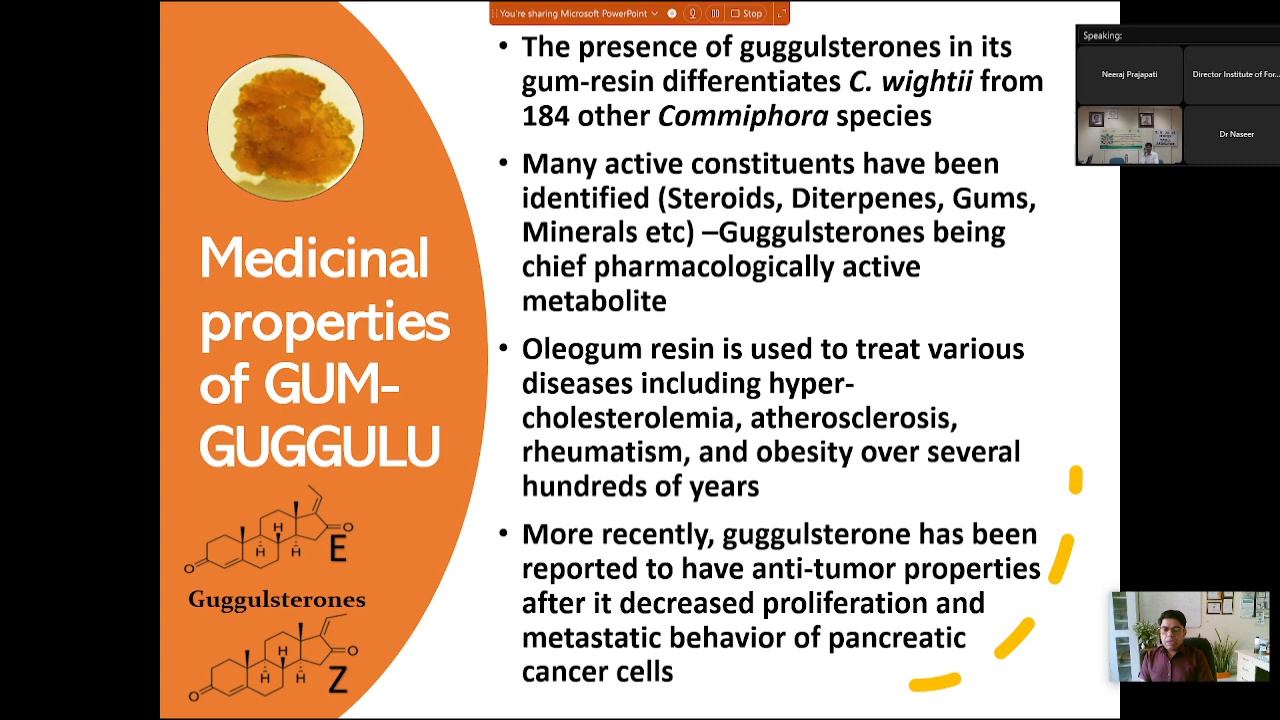 You're sharing Microsoft PowerPoint
Stop
Speaking:
Neeraj Prajapati
Director Institute of For...
Dr Naseer
Medicinal
properties
of GUM-
GUGGULU
H
H
H
O
O
E
Guggulsterones
H
H
H
O
O
Z
• The presence of guggulsterones in its
gum-resin differentiates C. wightii from
184 other Commiphora species
• Many active constituents have been
identified (Steroids, Diterpenes, Gums,
Minerals etc) –Guggulsterones being
chief pharmacologically active
metabolite
• Oleogum resin is used to treat various
diseases including hyper-
cholesterolemia, atherosclerosis,
rheumatism, and obesity over several
hundreds of years
• More recently, guggulsterone has been
reported to have anti-tumor properties
after it decreased proliferation and
metastatic behavior of pancreatic
cancer cells